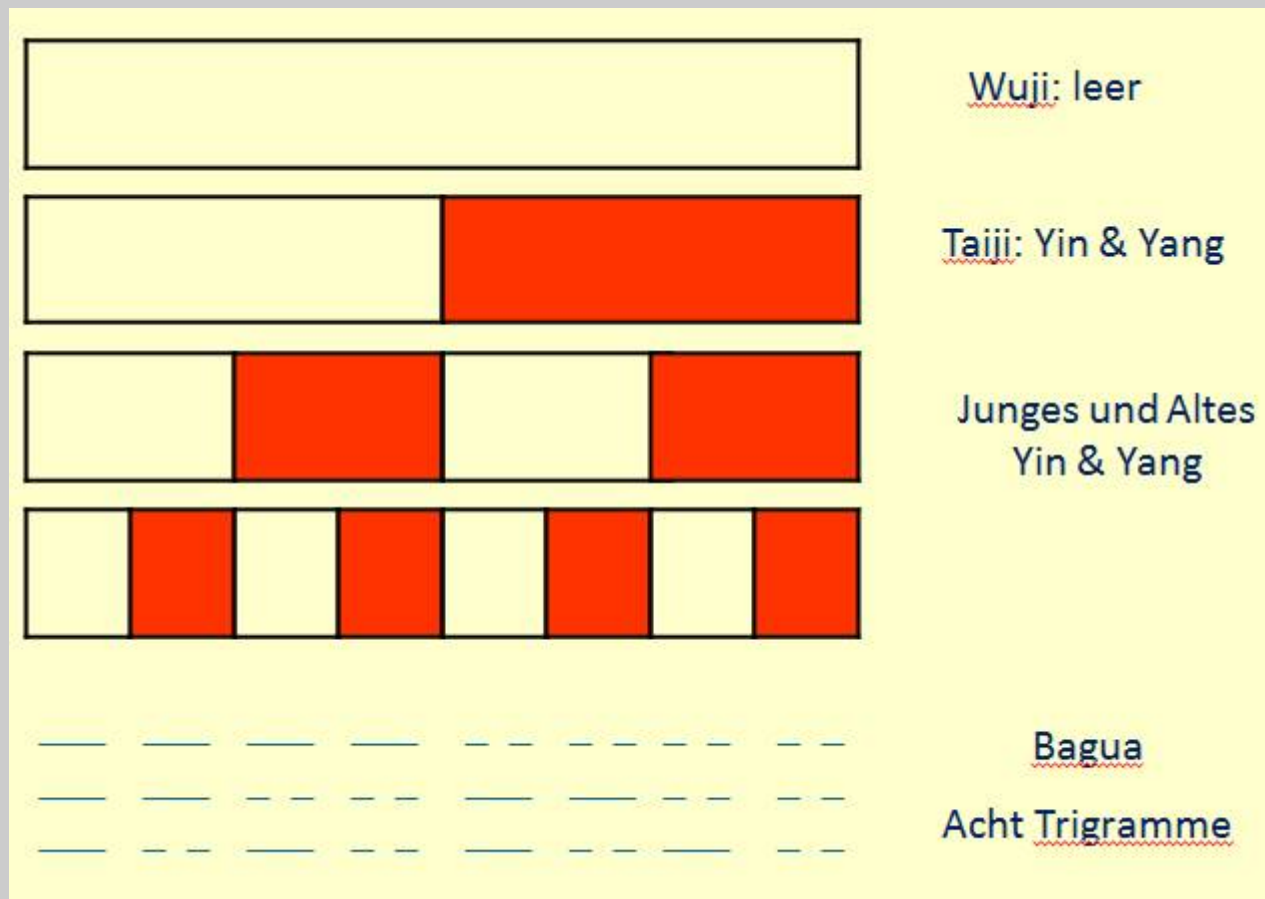 Wuji: leer
Taiji: Yin & Yang
Junges und Altes
Yin & Yang
Bagua
Acht Trigramme